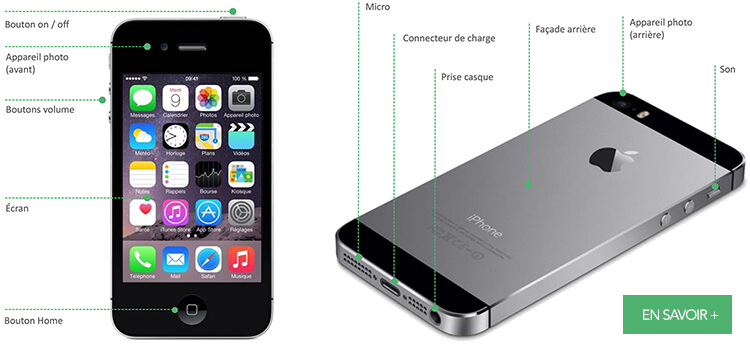 Bouton on / off
Appareil photo
(avant)
Boutons volume
Écran
Bouton Home
09:41
100 %
Mardi
9
Messages
Calendrier
Photos
Appareil photo
Météo
Horloge
Plans
Vidéos
Notes
Rappels
Bourse
Kiosque
Santé
iTunes Store
App Store
Réglages
Téléphone
Mail
Safari
Musique
Micro
Connecteur de charge
Prise casque
Façade arrière
Appareil photo
(arrière)
Son
iPhone
EN SAVOIR +